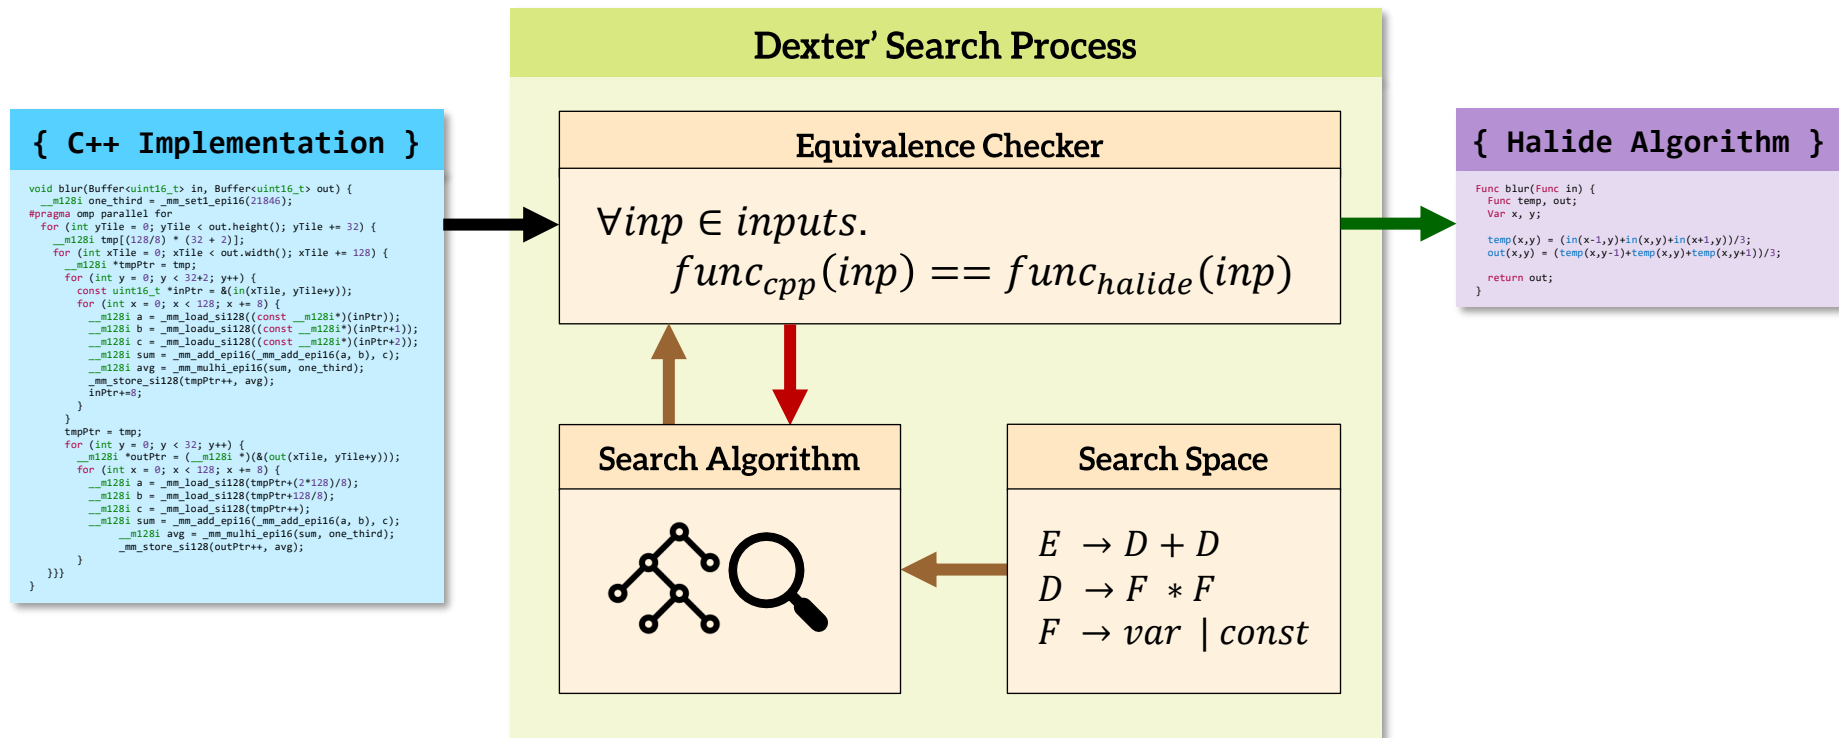 Dexter’ Search Process
{ C++ Implementation }
void blur(Buffer<uint16_t> in, Buffer<uint16_t> out) {
__m128i one_third = _mm_set1_epi16(21846);
#pragma omp parallel for
for (int yTile = 0; yTile < out.height(); yTile += 32) {
__m128i tmp[(128/8) * (32 + 2)];
for (int xTile = 0; xTile < out.width(); xTile += 128) {
__m128i *tmpPtr = tmp;
for (int y = 0; y < 32+2; y++) {
const uint16_t *inPtr = &(in(xTile, yTile+y));
for (int x = 0; x < 128; x += 8) {
__m128i a = _mm_load_si128((const __m128i*)(inPtr));
__m128i b = _mm_loadu_si128((const __m128i*)(inPtr+1));
__m128i c = _mm_loadu_si128((const __m128i*)(inPtr+2));
__m128i sum = _mm_add_epi16(_mm_add_epi16(a, b), c);
__m128i avg = _mm_mulhi_epi16(sum, one_third);
_mm_store_si128(tmpPtr++, avg);
inPtr+=8;
}
}
tmpPtr = tmp;
for (int y = 0; y < 32; y++) {
__m128i *outPtr = (__m128i *)(&(out(xTile, yTile+y)));
for (int x = 0; x < 128; x += 8) {
__m128i a = _mm_load_si128(tmpPtr+(2*128)/8);
__m128i b = _mm_load_si128(tmpPtr+128/8);
__m128i c = _mm_load_si128(tmpPtr++);
__m128i sum = _mm_add_epi16(_mm_add_epi16(a, b), c);
__m128i avg = _mm_mulhi_epi16(sum, one_third);
_mm_store_si128(outPtr++, avg);
}
}}}
}
Equivalence Checker
∀inp ∈ inputs.
func_cpp(inp) == func_halide(inp)
Search Algorithm
Search Space
E → D + D
D → F * F
F → var | const
{ Halide Algorithm }
Func blur(Func in) {
Func temp, out;
Var x, y;
temp(x,y) = (in(x-1,y)+in(x,y)+in(x+1,y))/3;
out(x,y) = (temp(x,y-1)+temp(x,y)+temp(x,y+1))/3;
return out;
}